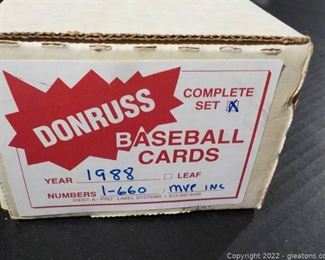 DONRUSS
COMPLETE
SET X
BASEBALL
CARDS
YEAR 1988 LEAF
NUMBERS 1-660 / MVP INC
IDENT-A-"PRO" LABEL SYSTEMS
Copyright © 2022 - gleatons.com